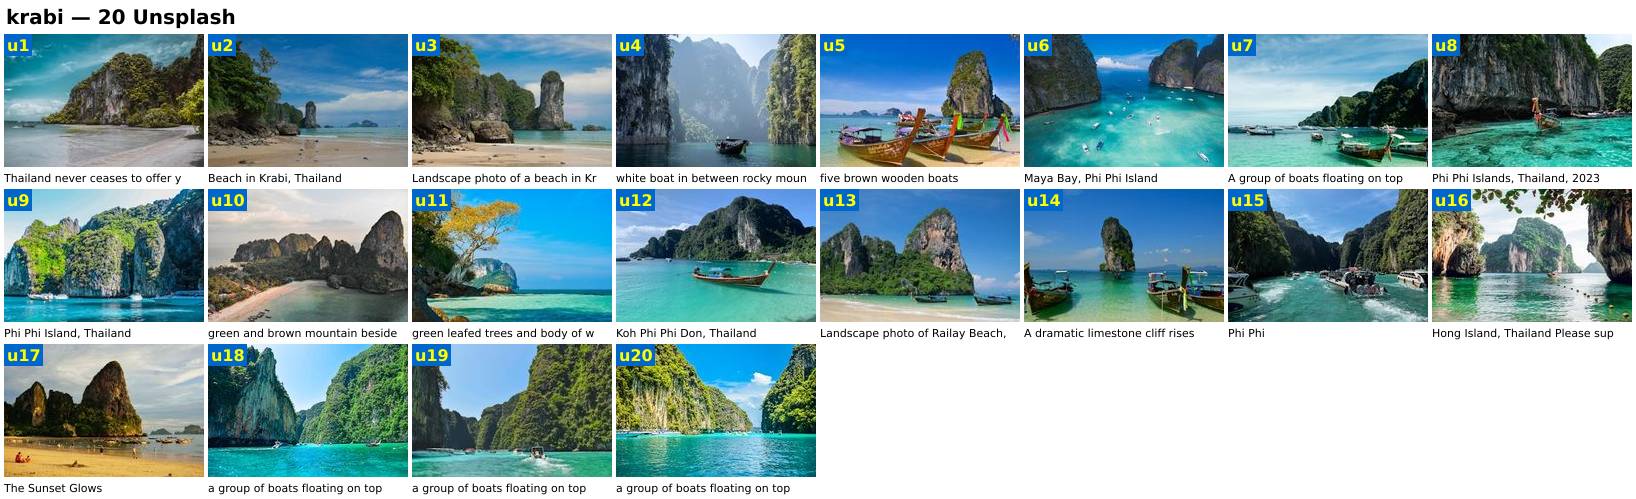 krabi — 20 Unsplash
u1 u2 u3 u4 u5 u6 u7 u8
Thailand never ceases to offer y
Beach in Krabi, Thailand
Landscape photo of a beach in Kr
white boat in between rocky moun
five brown wooden boats
Maya Bay, Phi Phi Island
A group of boats floating on top
Phi Phi Islands, Thailand, 2023
u9 u10 u11 u12 u13 u14 u15 u16
Phi Phi Island, Thailand
green and brown mountain beside
green leafed trees and body of w
Koh Phi Phi Don, Thailand
Landscape photo of Railay Beach,
A dramatic limestone cliff rises
Phi Phi
Hong Island, Thailand Please sup
u17 u18 u19 u20
The Sunset Glows
a group of boats floating on top
a group of boats floating on top
a group of boats floating on top